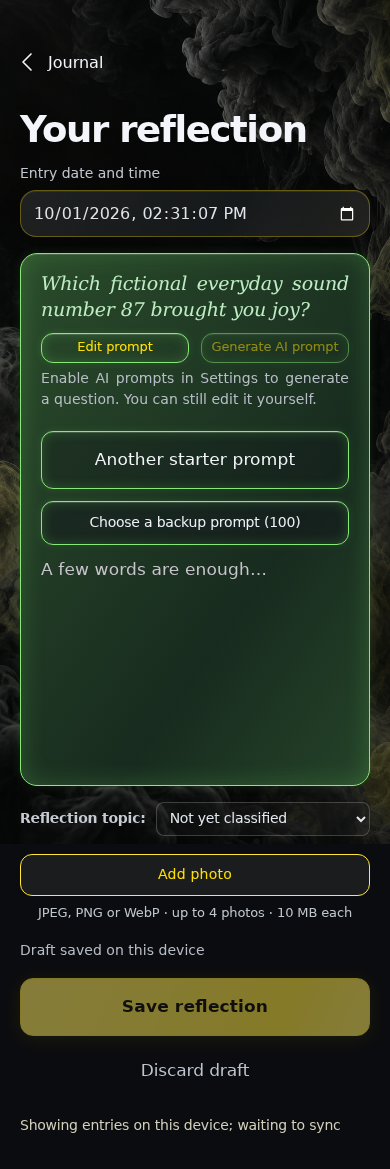 Journal
Your reflection
Entry date and time
10/01/2026, 02:31:07 PM
Which fictional everyday sound
number 87 brought you joy?
Edit prompt
Generate AI prompt
Enable AI prompts in Settings to generate
a question. You can still edit it yourself.
Another starter prompt
Choose a backup prompt (100)
A few words are enough...
Reflection topic:
Not yet classified
Add photo
JPEG, PNG or WebP · up to 4 photos · 10 MB each
Draft saved on this device
Save reflection
Discard draft
Showing entries on this device; waiting to sync